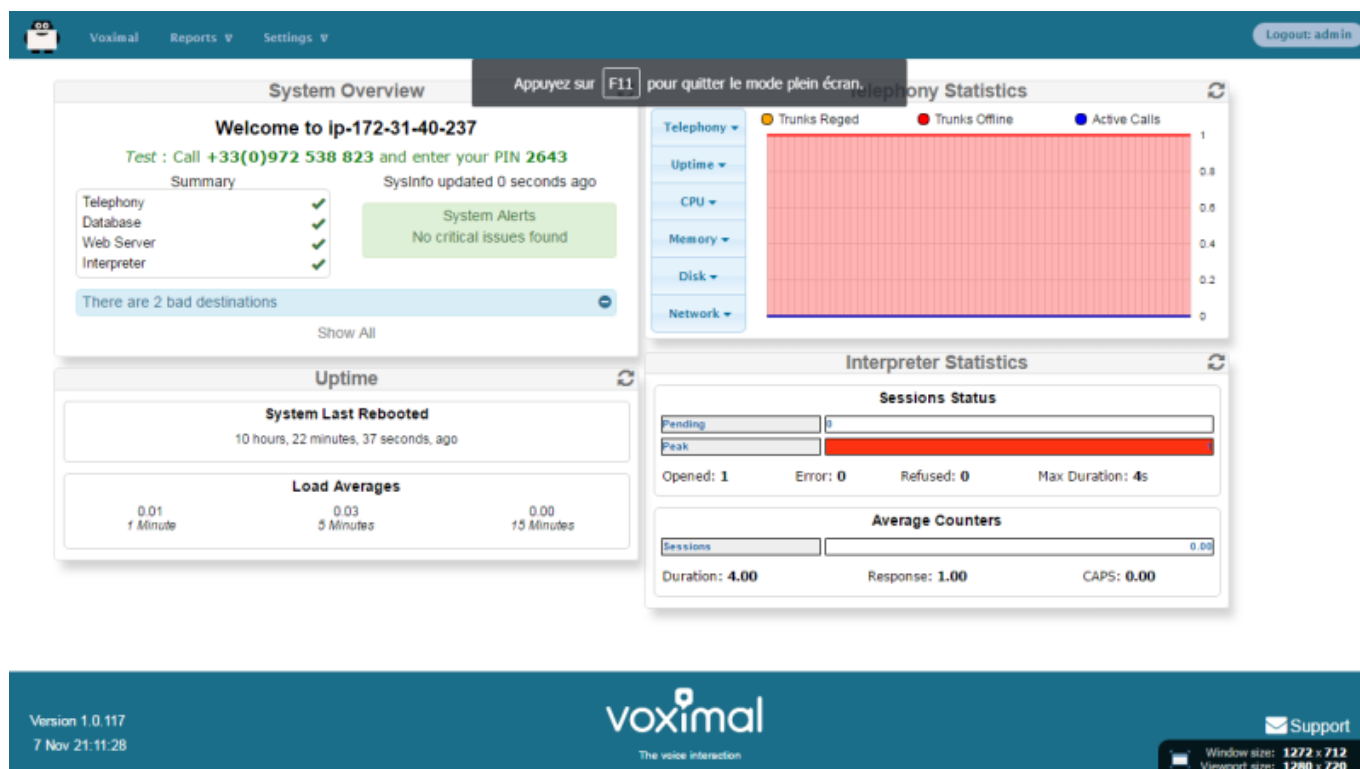 Voximal Reports Settings Logout: admin
Appuyez sur F11 pour quitter le mode plein écran.
System Overview
Welcome to ip-172-31-40-237
Test : Call +33(0)972 538 823 and enter your PIN 2643
Summary
Telephony
Database
Web Server
Interpreter
SysInfo updated 0 seconds ago
System Alerts
No critical issues found
There are 2 bad destinations
Show All
Uptime
System Last Rebooted
10 hours, 22 minutes, 37 seconds, ago
Load Averages
0.01 0.03 0.00
1 Minute 5 Minutes 15 Minutes
Telephony Statistics
Telephony
Uptime
CPU
Memory
Disk
Network
Trunks Reged Trunks Offline Active Calls
1
0.8
0.6
0.4
0.2
0
Interpreter Statistics
Sessions Status
Pending 0
Peak 1
Opened: 1 Error: 0 Refused: 0 Max Duration: 4s
Average Counters
Sessions 0.00
Duration: 4.00 Response: 1.00 CAPS: 0.00
Version 1.0.117
7 Nov 21:11:28
voximal
The voice interaction
Support
Window size: 1272 x 712
Viewport size: 1280 x 720